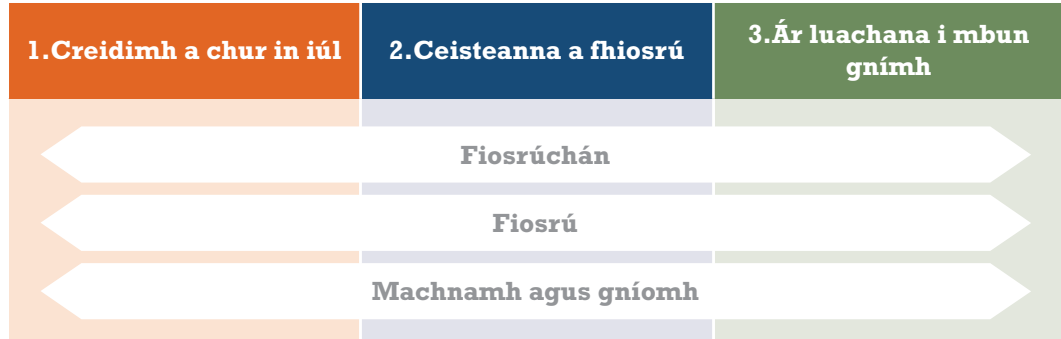 1.Creidimh a chur in iúl
2.Ceisteanna a fhiosrú
3.Ár luachana i mbun
gnímh
Fiosrúchán
Fiosrú
Machnamh agus gníomh